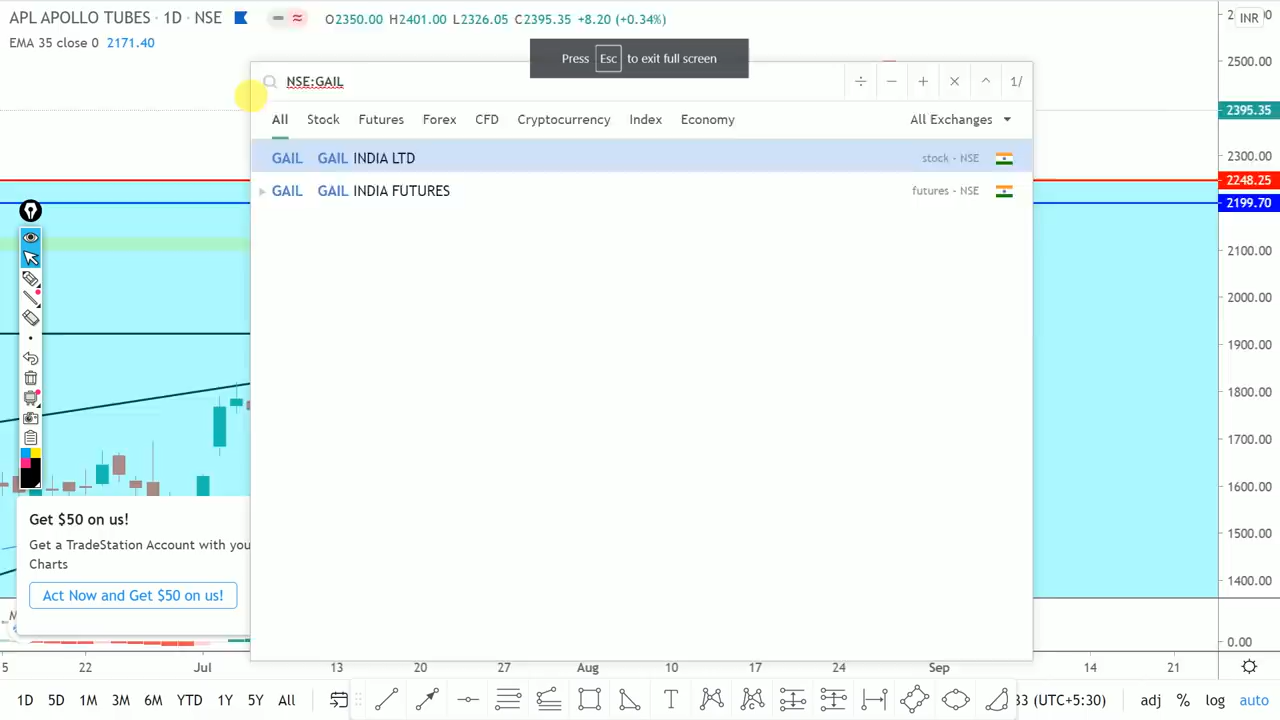 APL APOLLO TUBES · 1D · NSE O2350.00 H2401.00 L2326.05 C2395.35 +8.20 (+0.34%)
INR
EMA 35 close 0 2171.40
Press Esc to exit full screen
2500.00
NSE:GAIL ÷ − + × ^ 1/
2395.35
All Stock Futures Forex CFD Cryptocurrency Index Economy All Exchanges
GAIL GAIL INDIA LTD stock - NSE
2300.00
2248.25
GAIL GAIL INDIA FUTURES futures - NSE
2199.70
2100.00
2000.00
1900.00
1800.00
1700.00
1600.00
1500.00
1400.00
Get $50 on us!
Get a TradeStation Account with you
Charts
Act Now and Get $50 on us!
0.00
5 22 Jul 13 20 27 Aug 10 17 24 Sep 14 21
1D 5D 1M 3M 6M YTD 1Y 5Y All T 33 (UTC+5:30) adj % log auto